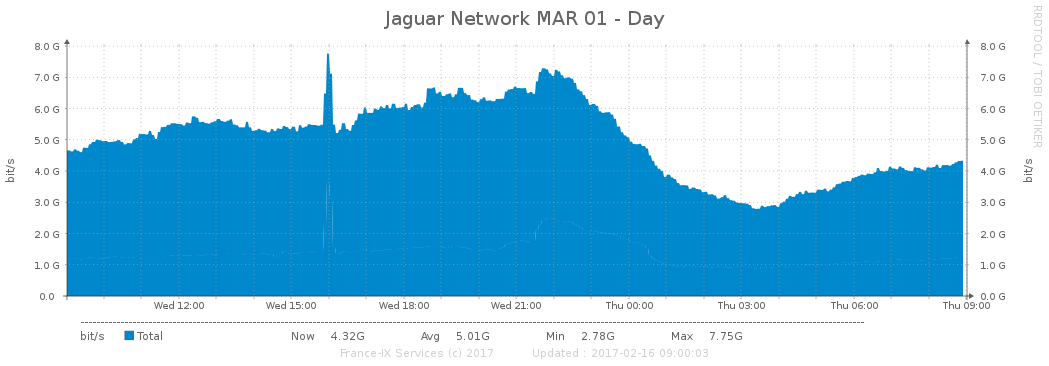 Jaguar Network MAR 01 - Day
RRDTOOL / TOBI OETIKER
8.0 G 8.0 G
7.0 G 7.0 G
6.0 G 6.0 G
5.0 G 5.0 G
4.0 G 4.0 G
3.0 G 3.0 G
2.0 G 2.0 G
1.0 G 1.0 G
0.0 0.0 G
bit/s
bit/s
Wed 12:00 Wed 15:00 Wed 18:00 Wed 21:00 Thu 00:00 Thu 03:00 Thu 06:00 Thu 09:00
bit/s Total Now 4.32G Avg 5.01G Min 2.78G Max 7.75G
France-IX Services (c) 2017 Updated : 2017-02-16 09:00:03